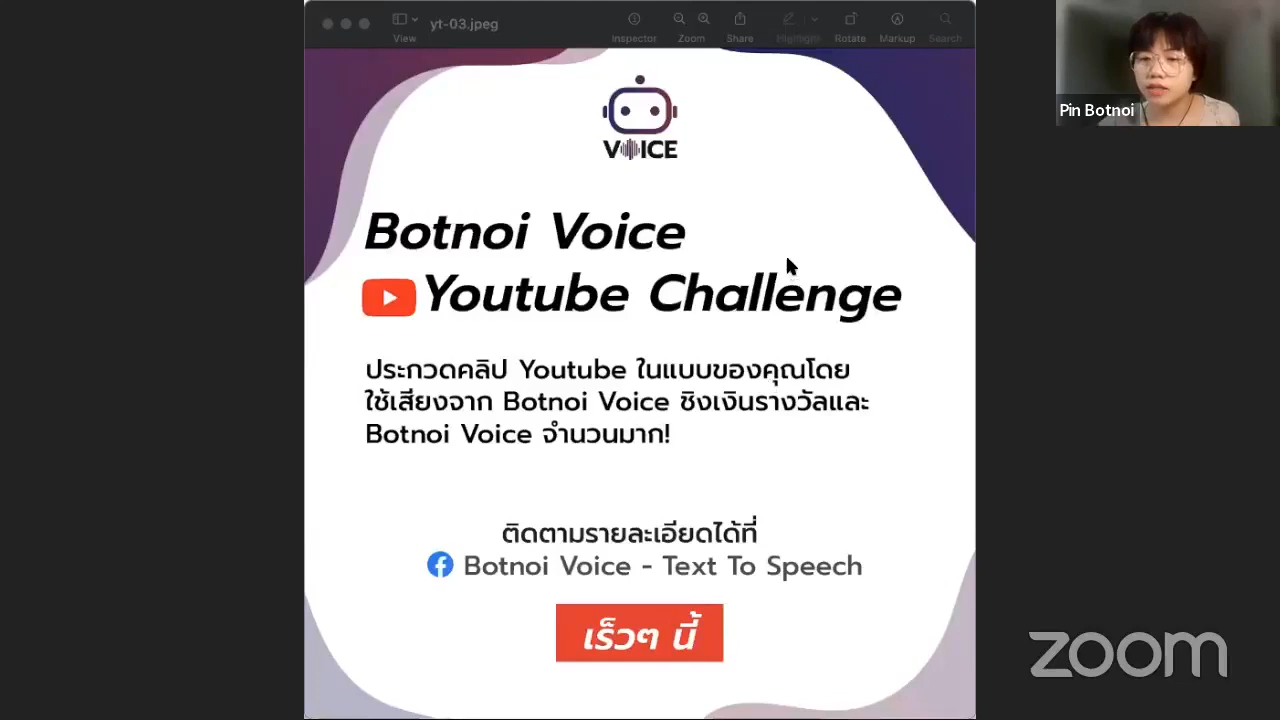 yt-03.jpeg
View
Inspector
Zoom
Share
Highlight
Rotate
Markup
Search
Pin Botnoi
VOICE
Botnoi Voice
Youtube Challenge
ประกวดคลิป Youtube ในแบบของคุณโดย
ใช้เสียงจาก Botnoi Voice ชิงเงินรางวัลและ
Botnoi Voice จำนวนมาก!
ติดตามรายละเอียดได้ที่
Botnoi Voice - Text To Speech
เร็วๆ นี้
zoom